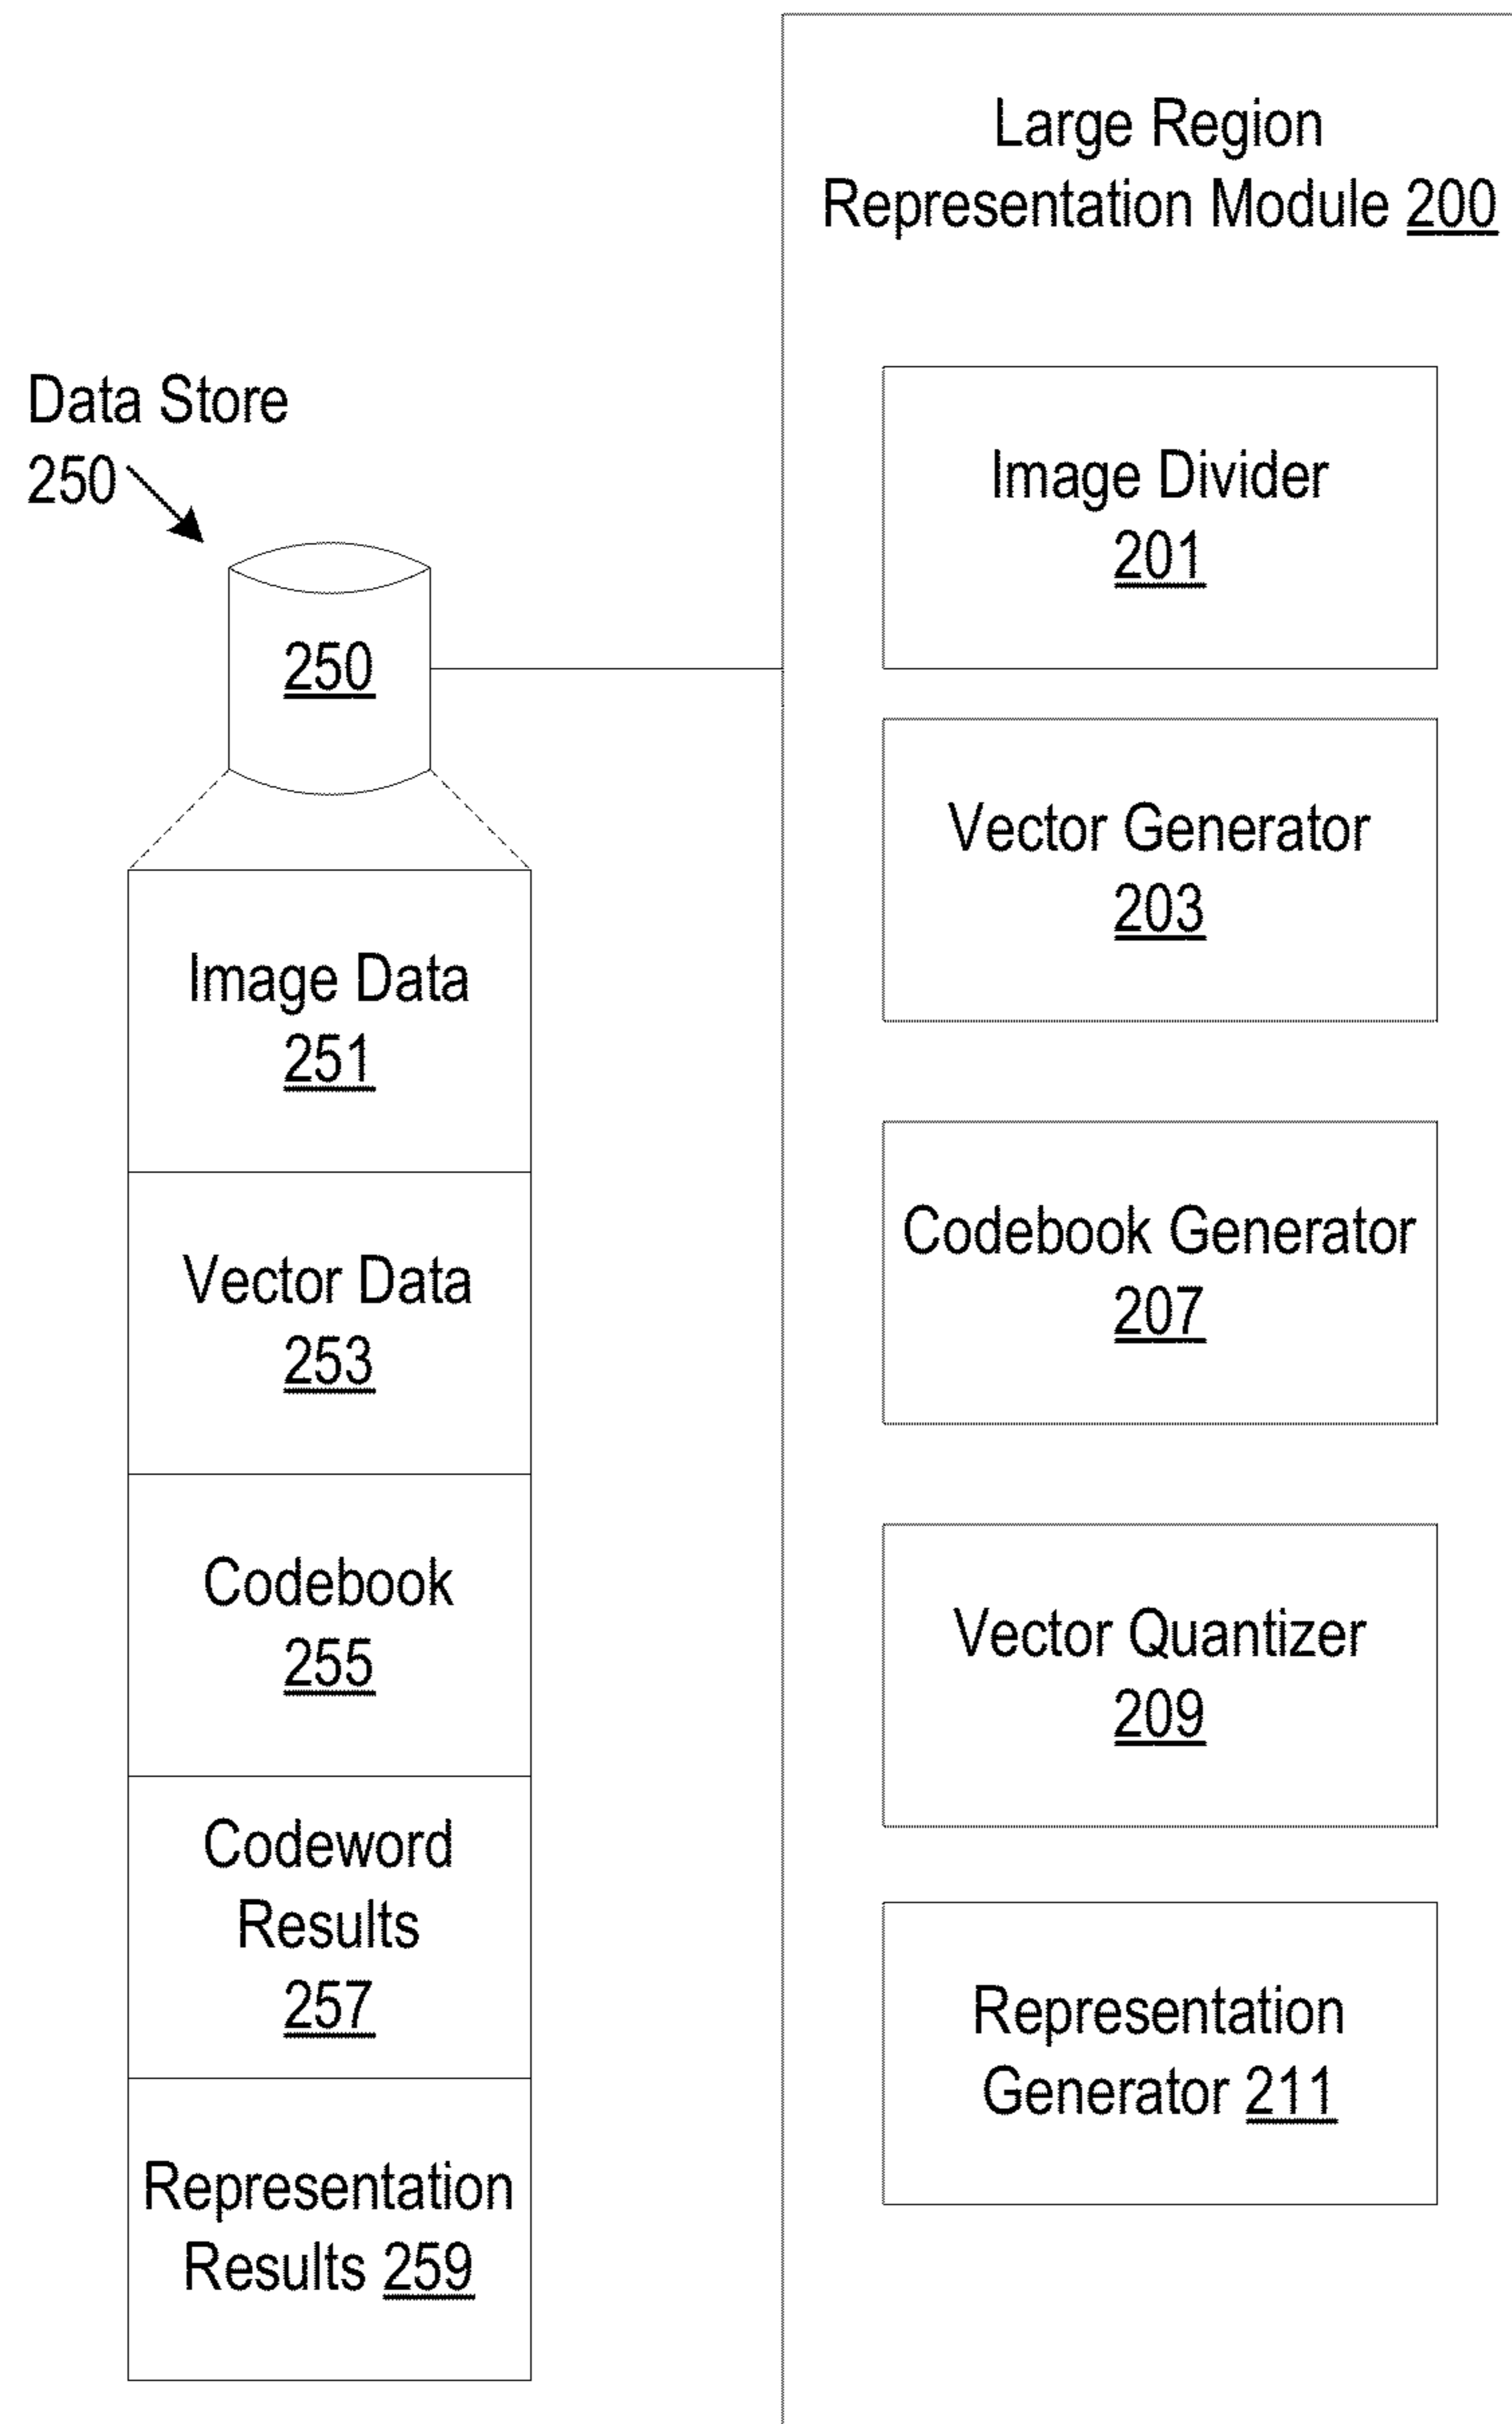 Large Region
Representation Module 200
Data Store
250
250
Image Data
251
Vector Data
253
Codebook
255
Codeword
Results
257
Representation
Results 259
Image Divider
201
Vector Generator
203
Codebook Generator
207
Vector Quantizer
209
Representation
Generator 211